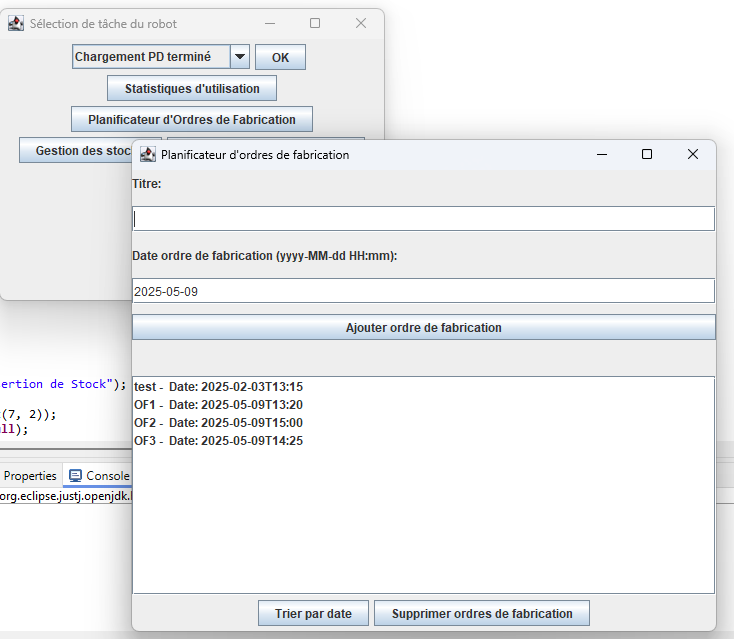 Sélection de tâche du robot
Chargement PD terminé
OK
Statistiques d'utilisation
Planificateur d'Ordres de Fabrication
Gestion des stoc
Planificateur d'ordres de fabrication
Titre:
Date ordre de fabrication (yyyy-MM-dd HH:mm):
2025-05-09
Ajouter ordre de fabrication
test - Date: 2025-02-03T13:15
OF1 - Date: 2025-05-09T13:20
OF2 - Date: 2025-05-09T15:00
OF3 - Date: 2025-05-09T14:25
Trier par date
Supprimer ordres de fabrication
ertion de Stock");
(7, 2));
ll);
Properties
Console
org.eclipse.justj.openjdk.